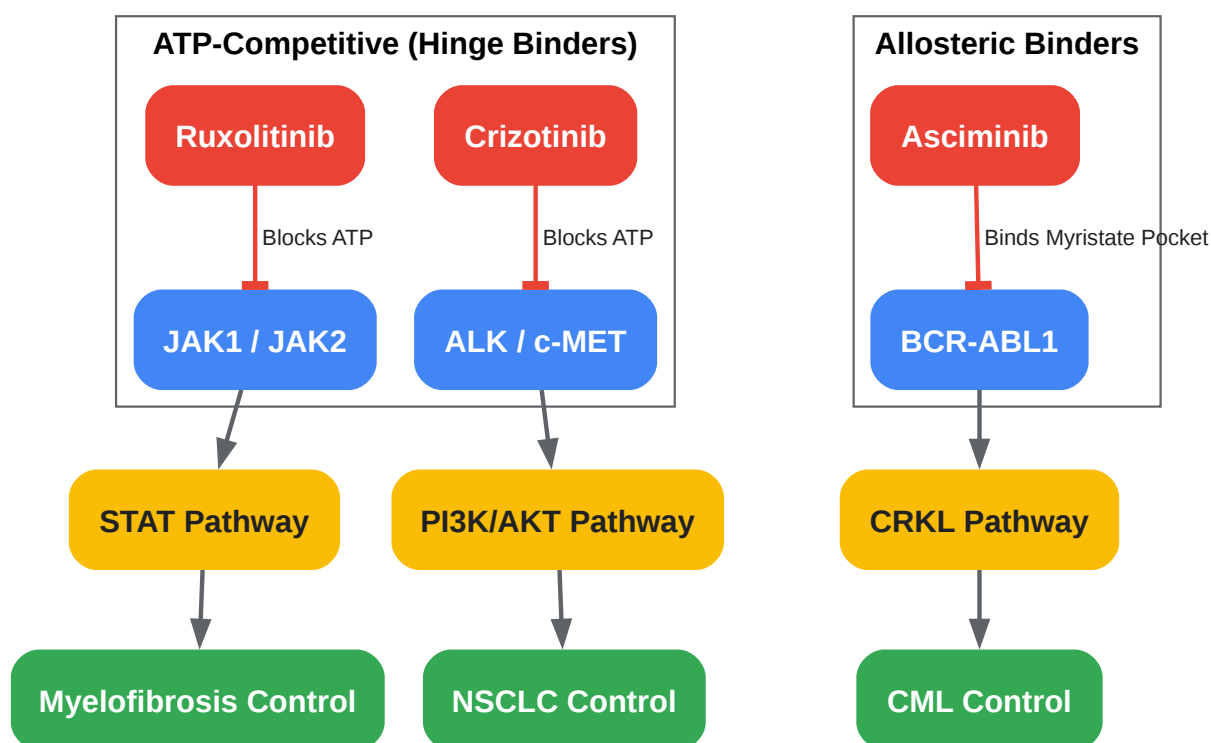 ATP-Competitive (Hinge Binders)
Allosteric Binders
Ruxolitinib
Crizotinib
Asciminib
Blocks ATP
Blocks ATP
Binds Myristate Pocket
JAK1 / JAK2
ALK / c-MET
BCR-ABL1
STAT Pathway
PI3K/AKT Pathway
CRKL Pathway
Myelofibrosis Control
NSCLC Control
CML Control